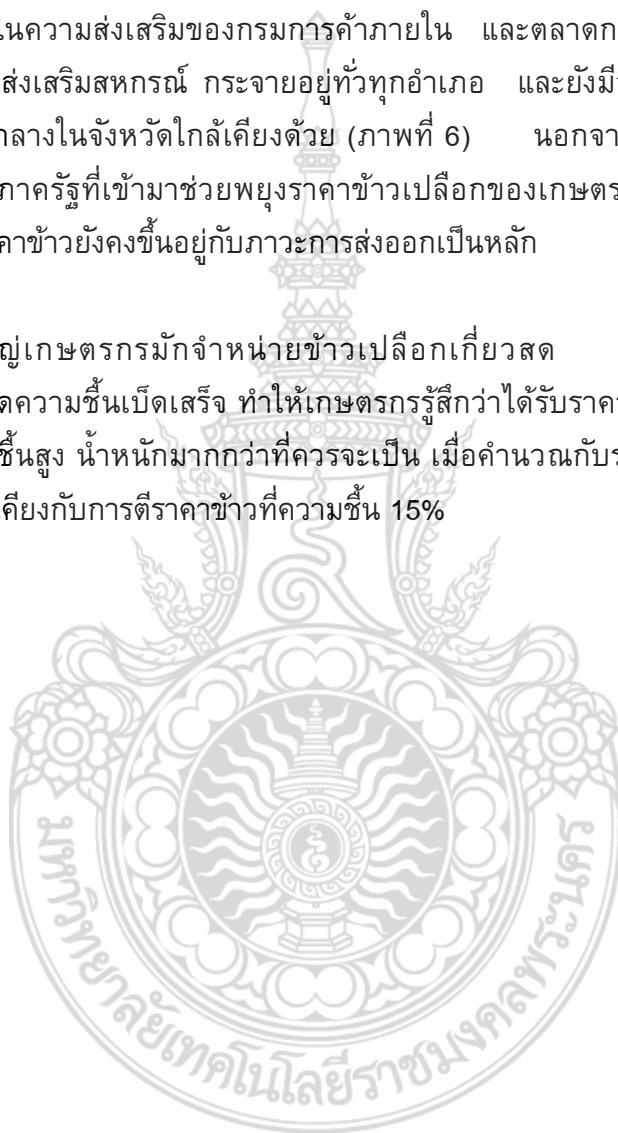 ในความส่งเสริมของกรมการค้าภายใน และตลาดก
ส่งเสริมสหกรณ์ กระจายอยู่ทั่วทุกอำเภอ และยังมี
กลางในจังหวัดใกล้เคียงด้วย (ภาพที่ 6) นอกจา
ภาครัฐที่เข้ามาช่วยพยุงราคาข้าวเปลือกของเกษตร
คาข้าวยังคงขึ้นอยู่กับภาวะการส่งออกเป็นหลัก
ญ่เกษตรกรมักจำหน่ายข้าวเปลือกเกี่ยวสด
ดความชื้นเบ็ดเสร็จ ทำให้เกษตรกรรู้สึกว่าได้รับราคา
ชื้นสูง น้ำหนักมากกว่าที่ควรจะเป็น เมื่อคำนวณกับร
เคียงกับการตีราคาข้าวที่ความชื้น 15%
มหาวิทยาลัยเทคโนโลยีราชมงคลพระนคร